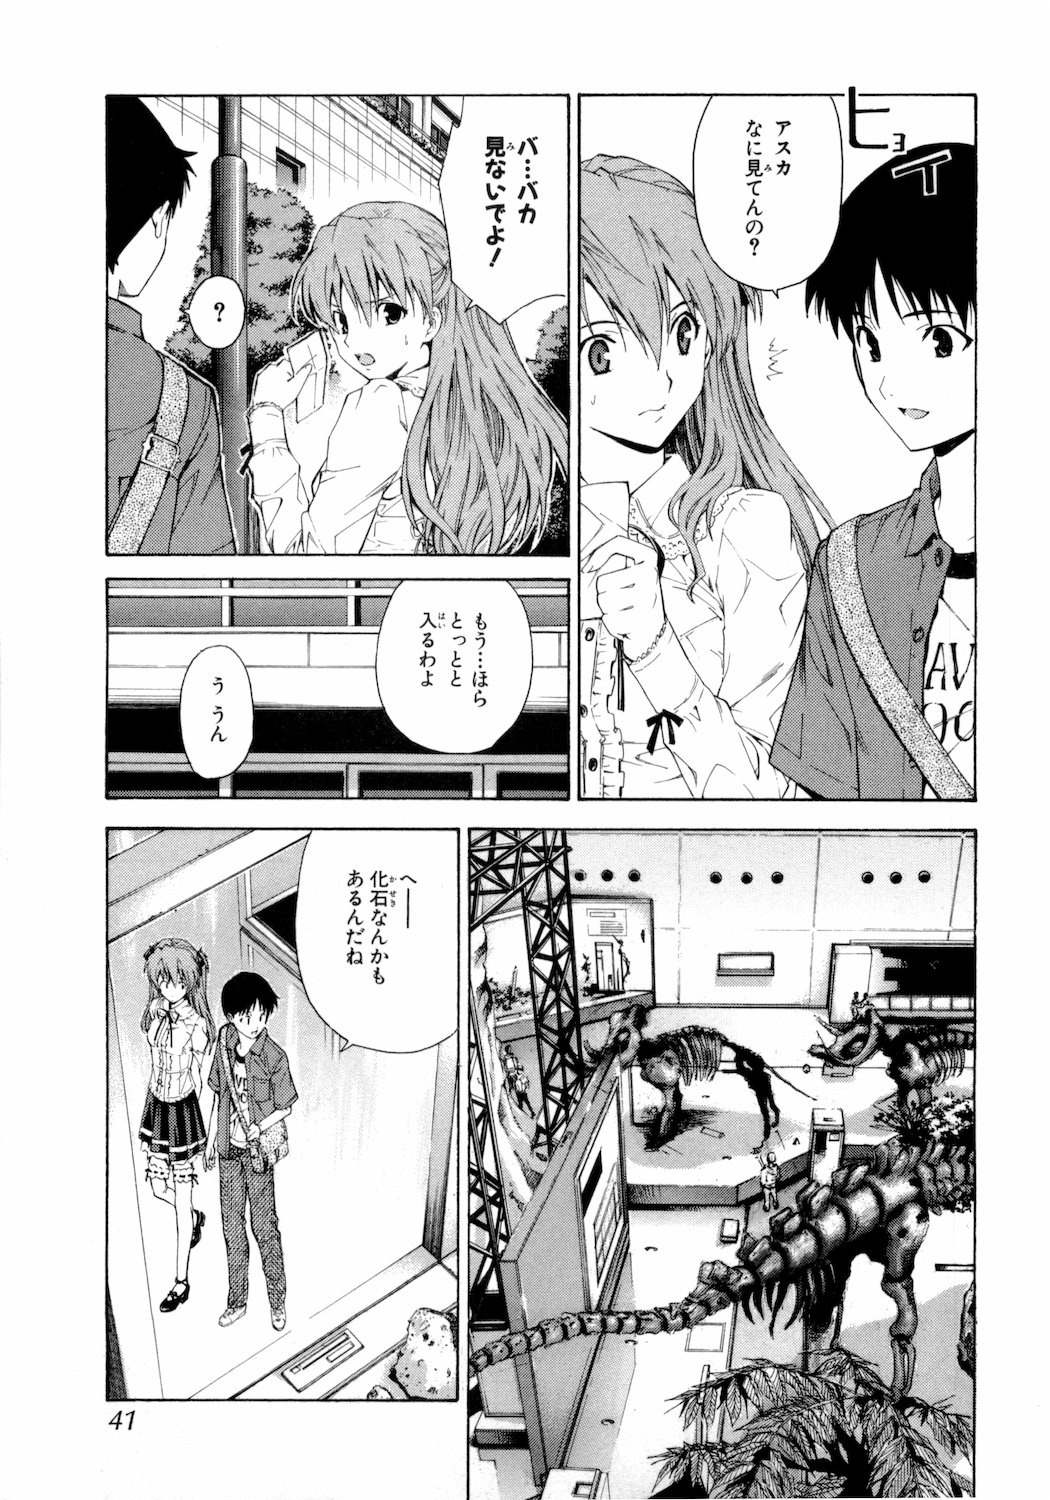 ヒョイ
アスカ
なに見てんの?
AV
OO
バ…バカ
見ないでよ!
?
もう…ほら
とっとと
入るわよ
う うん
へ──
化石なんかも
あるんだね
41